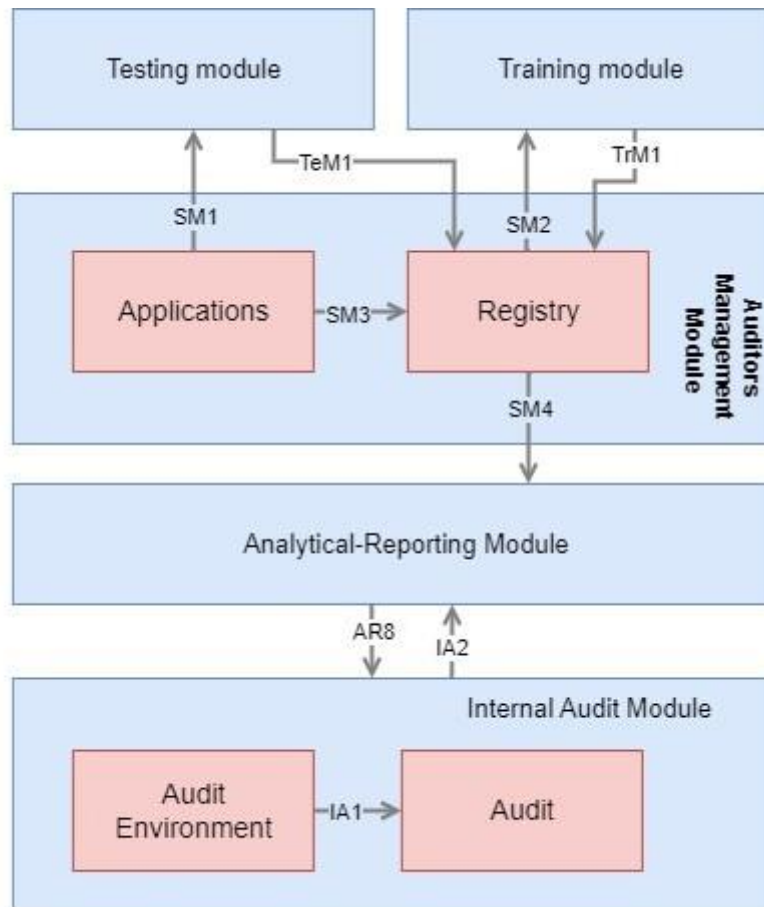 Testing module
Training module
TeM1
TrM1
SM1
SM2
Applications
SM3
Registry
Auditors
Management
Module
SM4
Analytical-Reporting Module
AR8
IA2
Internal Audit Module
Audit
Environment
IA1
Audit